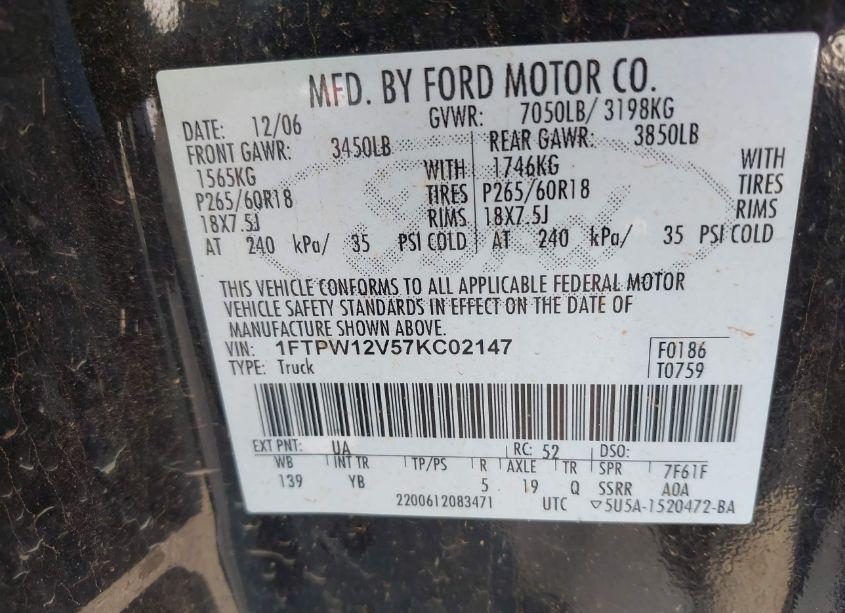 MFD. BY FORD MOTOR CO.
DATE: 12/06 GVWR: 7050LB/ 3198KG
FRONT GAWR: 3450LB REAR GAWR: 3850LB
1565KG WITH 1746KG WITH
P265/60R18 TIRES P265/60R18 TIRES
18X7.5J RIMS 18X7.5J RIMS
AT 240 kPa/ 35 PSI COLD AT 240 kPa/ 35 PSI COLD
THIS VEHICLE CONFORMS TO ALL APPLICABLE FEDERAL MOTOR
VEHICLE SAFETY STANDARDS IN EFFECT ON THE DATE OF
MANUFACTURE SHOWN ABOVE.
VIN: 1FTPW12V57KC02147 F0186
TYPE: Truck T0759
EXT PNT: UA RC: 52 DSO:
WB INT TR TP/PS R AXLE TR SPR 7F61F
139 YB 5 19 Q SSRR A0A
2200612083471 UTC ▽5U5A-1520472-BA